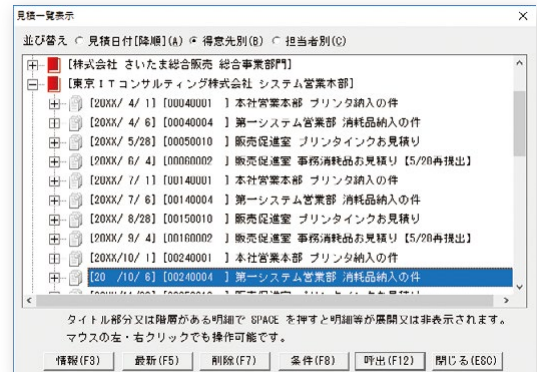 見積一覧表示
並び替え 見積日付[降順](A) 得意先別(B) 担当者別(C)
[株式会社 さいたま総合販売 総合事業部門]
[東京ITコンサルティング株式会社 システム営業本部]
[20XX/ 4/ 1] [00040001 ] 本社営業本部 プリンタ納入の件
[20XX/ 4/ 6] [00040004 ] 第一システム営業部 消耗品納入の件
[20XX/ 5/28] [00050010 ] 販売促進室 プリンタインクお見積り
[20XX/ 6/ 4] [00060002 ] 販売促進室 事務消耗品お見積り【5/20再提出】
[20XX/ 7/ 1] [00140001 ] 本社営業本部 プリンタ納入の件
[20XX/ 7/ 6] [00140004 ] 第一システム営業部 消耗品納入の件
[20XX/ 8/28] [00150010 ] 販売促進室 プリンタインクお見積り
[20XX/ 9/ 4] [00160002 ] 販売促進室 事務消耗品お見積り【5/20再提出】
[20XX/10/ 1] [00240001 ] 本社営業本部 プリンタ納入の件
[20 /10/ 6] [00240004 ] 第一システム営業部 消耗品納入の件
タイトル部分又は階層がある明細で SPACE を押すと明細等が展開又は非表示されます。
マウスの左・右クリックでも操作可能です。
情報(F3) 最新(F5) 削除(F7) 条件(F8) 呼出(F12) 閉じる(ESC)